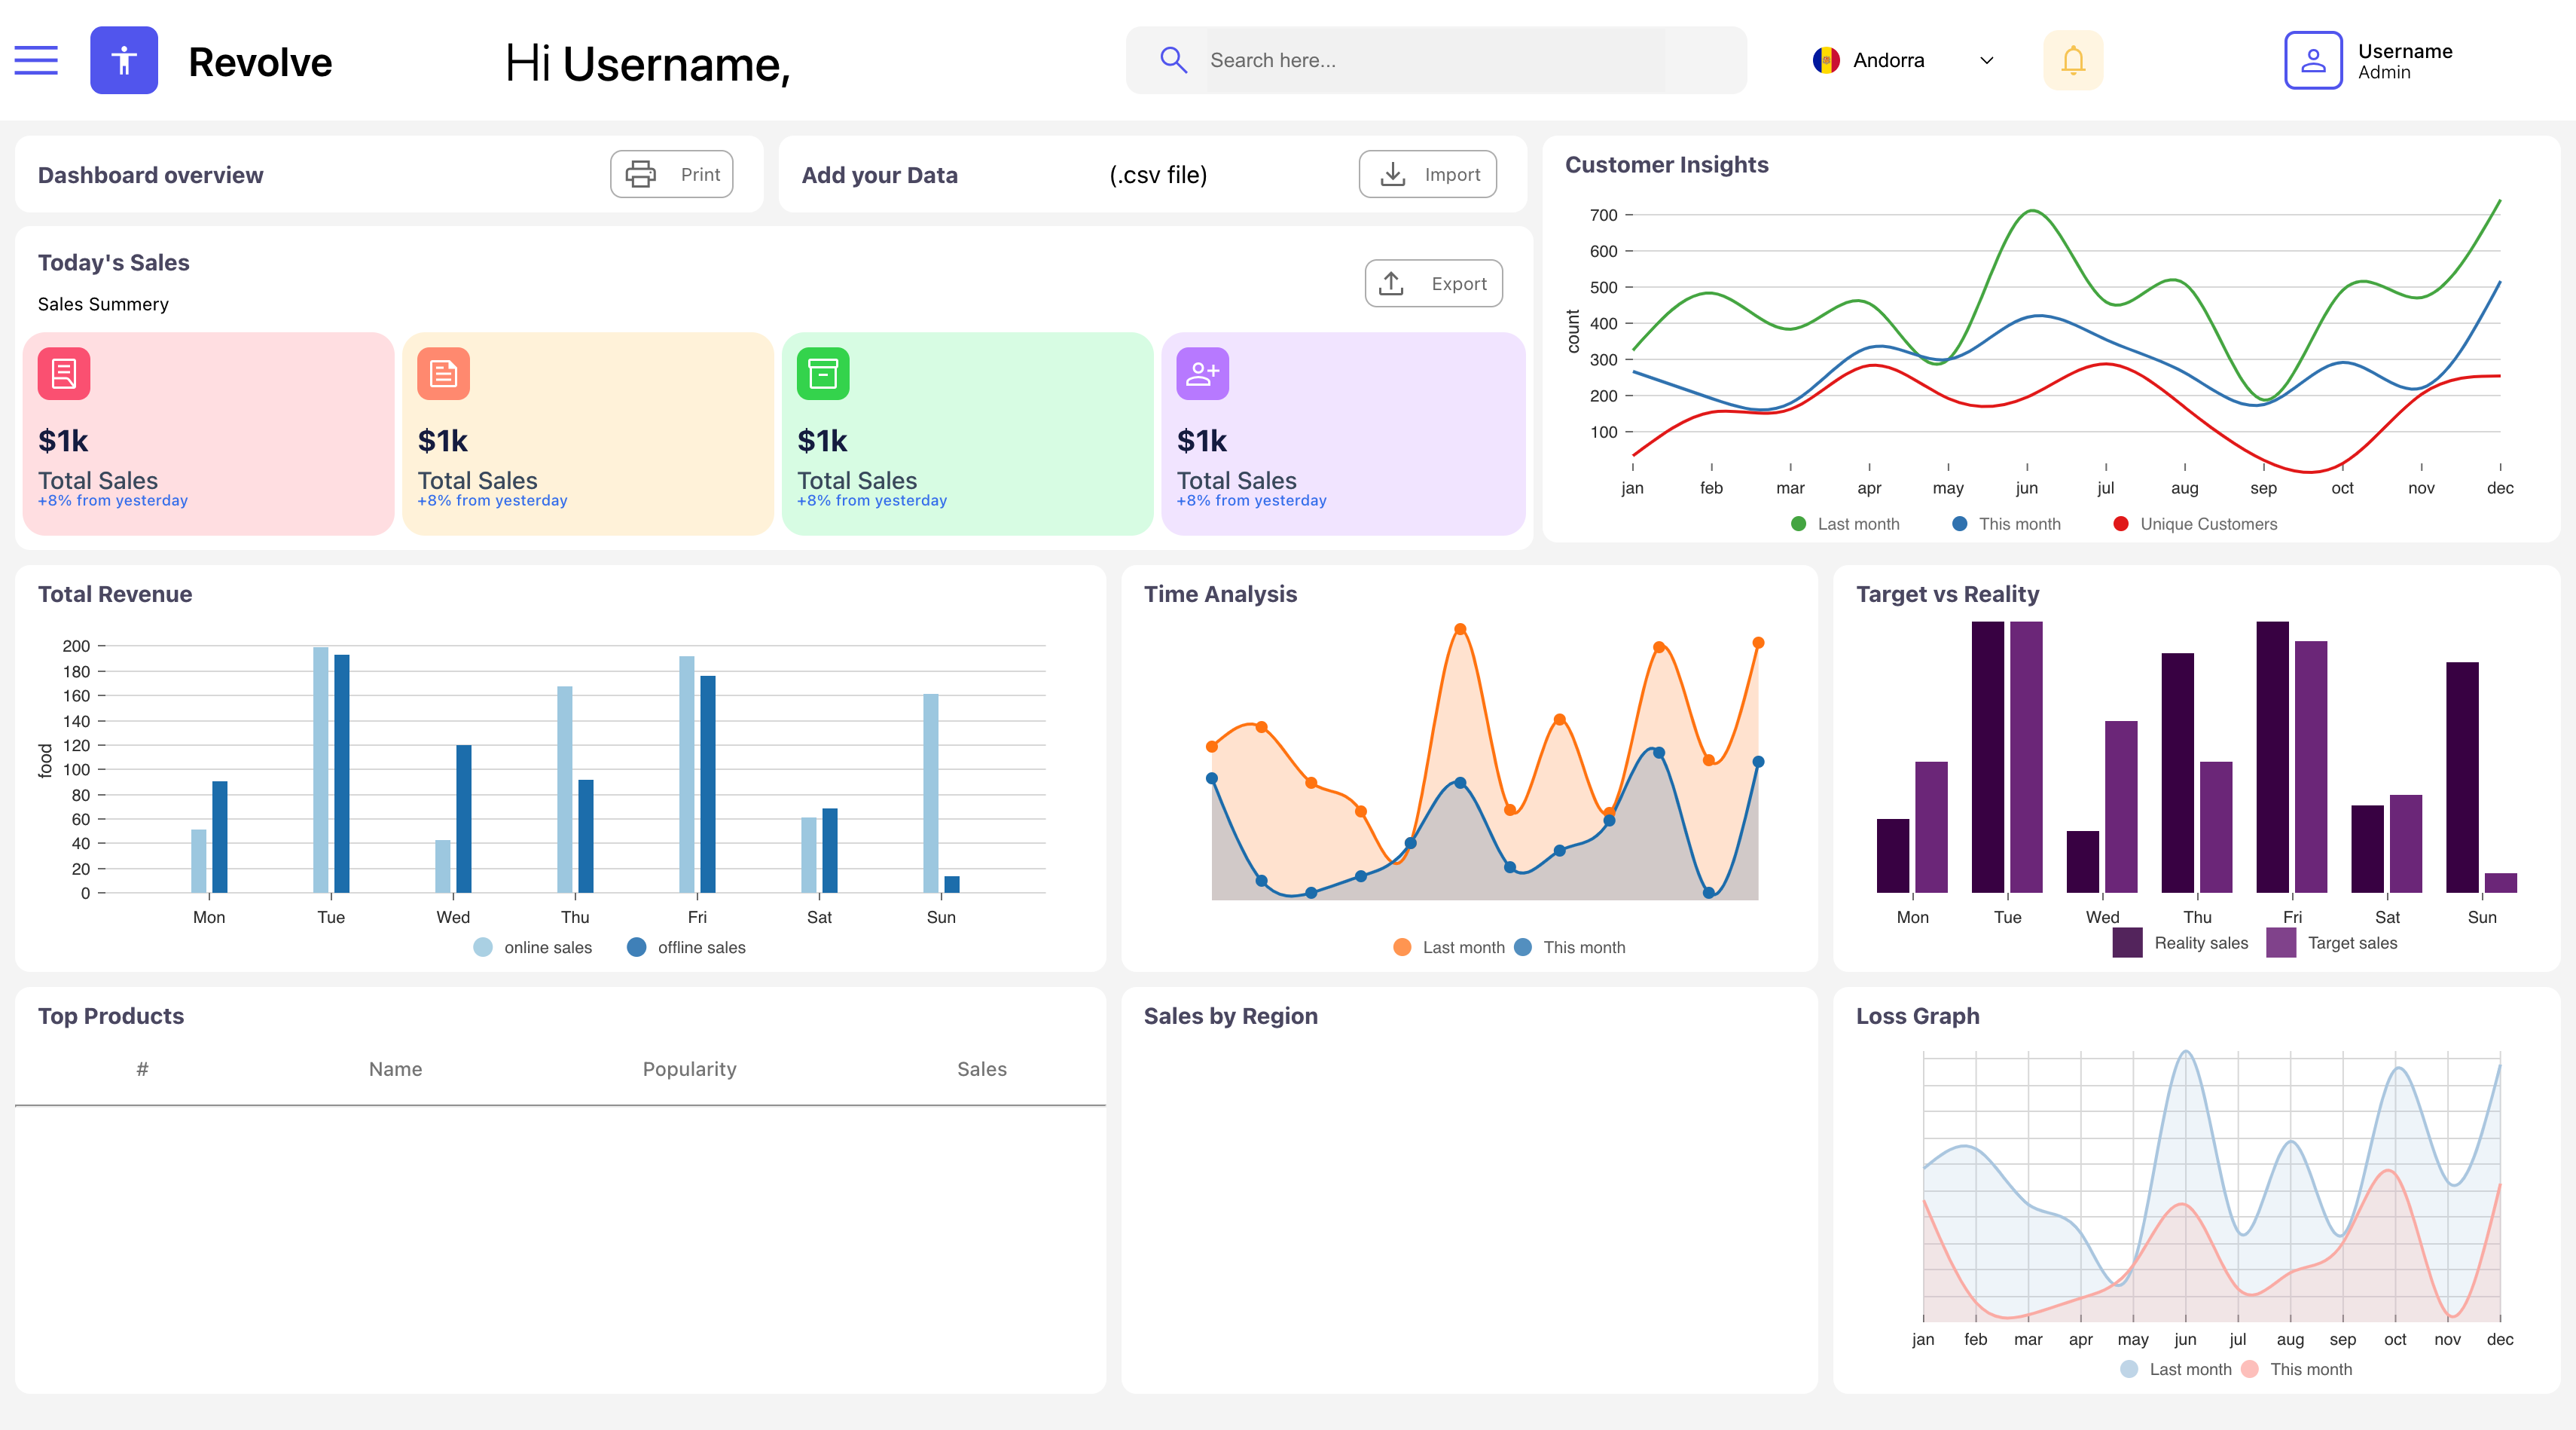 Revolve
Hi Username,
Search here...
Andorra
Username
Admin
Dashboard overview
Print
Add your Data
(.csv file)
Import
Customer Insights
700
600
500
400
300
200
100
count
jan feb mar apr may jun jul aug sep oct nov dec
Last month This month Unique Customers
Today's Sales
Sales Summery
Export
$1k
Total Sales
+8% from yesterday
$1k
Total Sales
+8% from yesterday
$1k
Total Sales
+8% from yesterday
$1k
Total Sales
+8% from yesterday
Total Revenue
200
180
160
140
120
100
80
60
40
20
0
food
Mon Tue Wed Thu Fri Sat Sun
online sales offline sales
Time Analysis
Last month This month
Target vs Reality
Mon Tue Wed Thu Fri Sat Sun
Reality sales Target sales
Top Products
# Name Popularity Sales
Sales by Region
Loss Graph
jan feb mar apr may jun jul aug sep oct nov dec
Last month This month